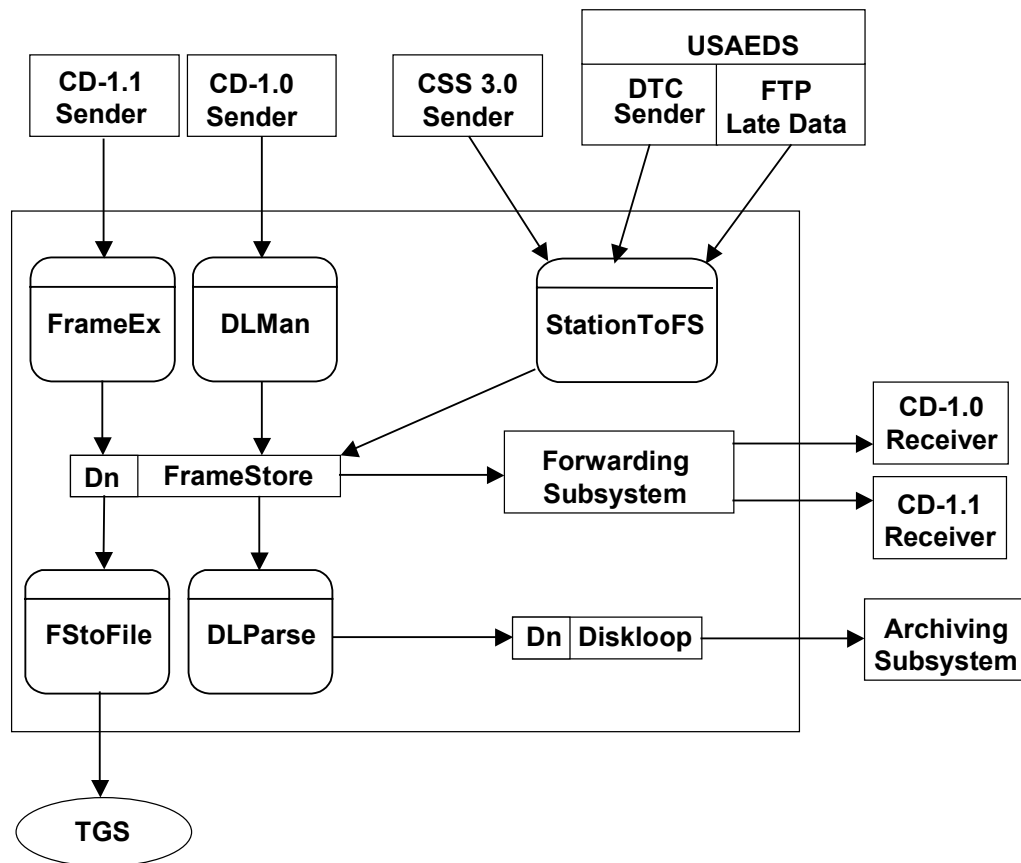 USAEDS
CD-1.1
Sender
CD-1.0
Sender
CSS 3.0
Sender
DTC
Sender
FTP
Late Data
FrameEx
DLMan
StationToFS
Dn
FrameStore
Forwarding
Subsystem
CD-1.0
Receiver
CD-1.1
Receiver
FStoFile
DLParse
Dn
Diskloop
Archiving
Subsystem
TGS